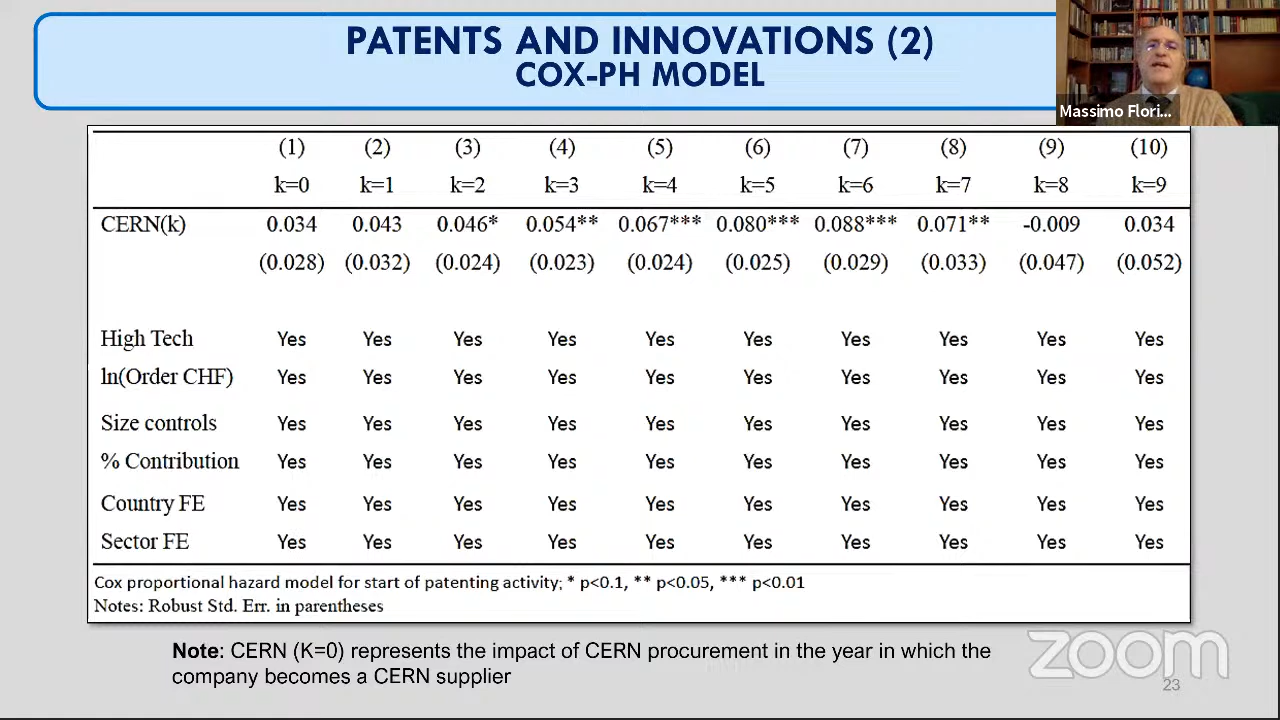 PATENTS AND INNOVATIONS (2)
COX-PH MODEL
Massimo Flori...
(1) (2) (3) (4) (5) (6) (7) (8) (9) (10)
k=0 k=1 k=2 k=3 k=4 k=5 k=6 k=7 k=8 k=9
CERN(k) 0.034 0.043 0.046* 0.054** 0.067*** 0.080*** 0.088*** 0.071** -0.009 0.034
(0.028) (0.032) (0.024) (0.023) (0.024) (0.025) (0.029) (0.033) (0.047) (0.052)
High Tech Yes Yes Yes Yes Yes Yes Yes Yes Yes Yes
ln(Order CHF) Yes Yes Yes Yes Yes Yes Yes Yes Yes Yes
Size controls Yes Yes Yes Yes Yes Yes Yes Yes Yes Yes
% Contribution Yes Yes Yes Yes Yes Yes Yes Yes Yes Yes
Country FE Yes Yes Yes Yes Yes Yes Yes Yes Yes Yes
Sector FE Yes Yes Yes Yes Yes Yes Yes Yes Yes Yes
Cox proportional hazard model for start of patenting activity; * p<0.1, ** p<0.05, *** p<0.01
Notes: Robust Std. Err. in parentheses
Note: CERN (K=0) represents the impact of CERN procurement in the year in which the
company becomes a CERN supplier
zoom
23